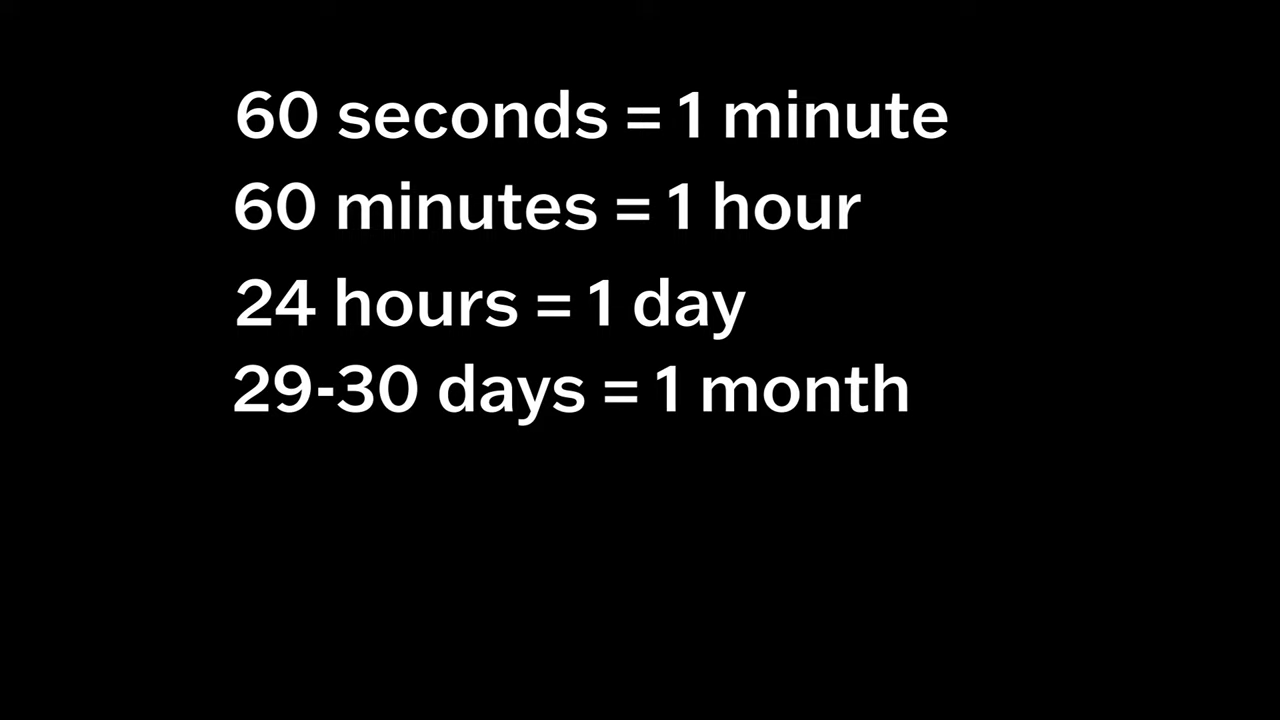 60 seconds = 1 minute
60 minutes = 1 hour
24 hours = 1 day
29-30 days = 1 month